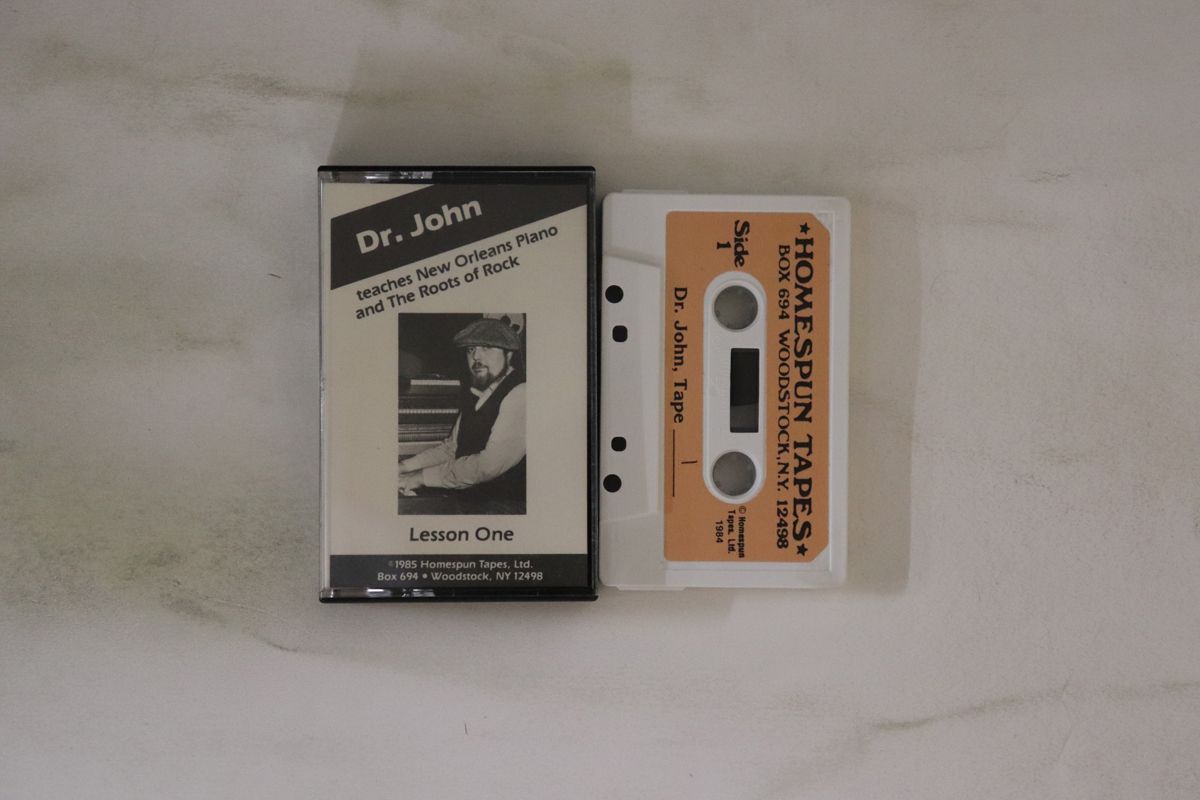 Dr. John
teaches New Orleans Piano
and The Roots of Rock
Lesson One
©1985 Homespun Tapes, Ltd.
Box 694 • Woodstock, NY 12498
★HOMESPUN TAPES★
BOX 694 WOODSTOCK, N.Y. 12498
Side
1
© Homespun
Tapes, Ltd.
1984
Dr. John, Tape 1